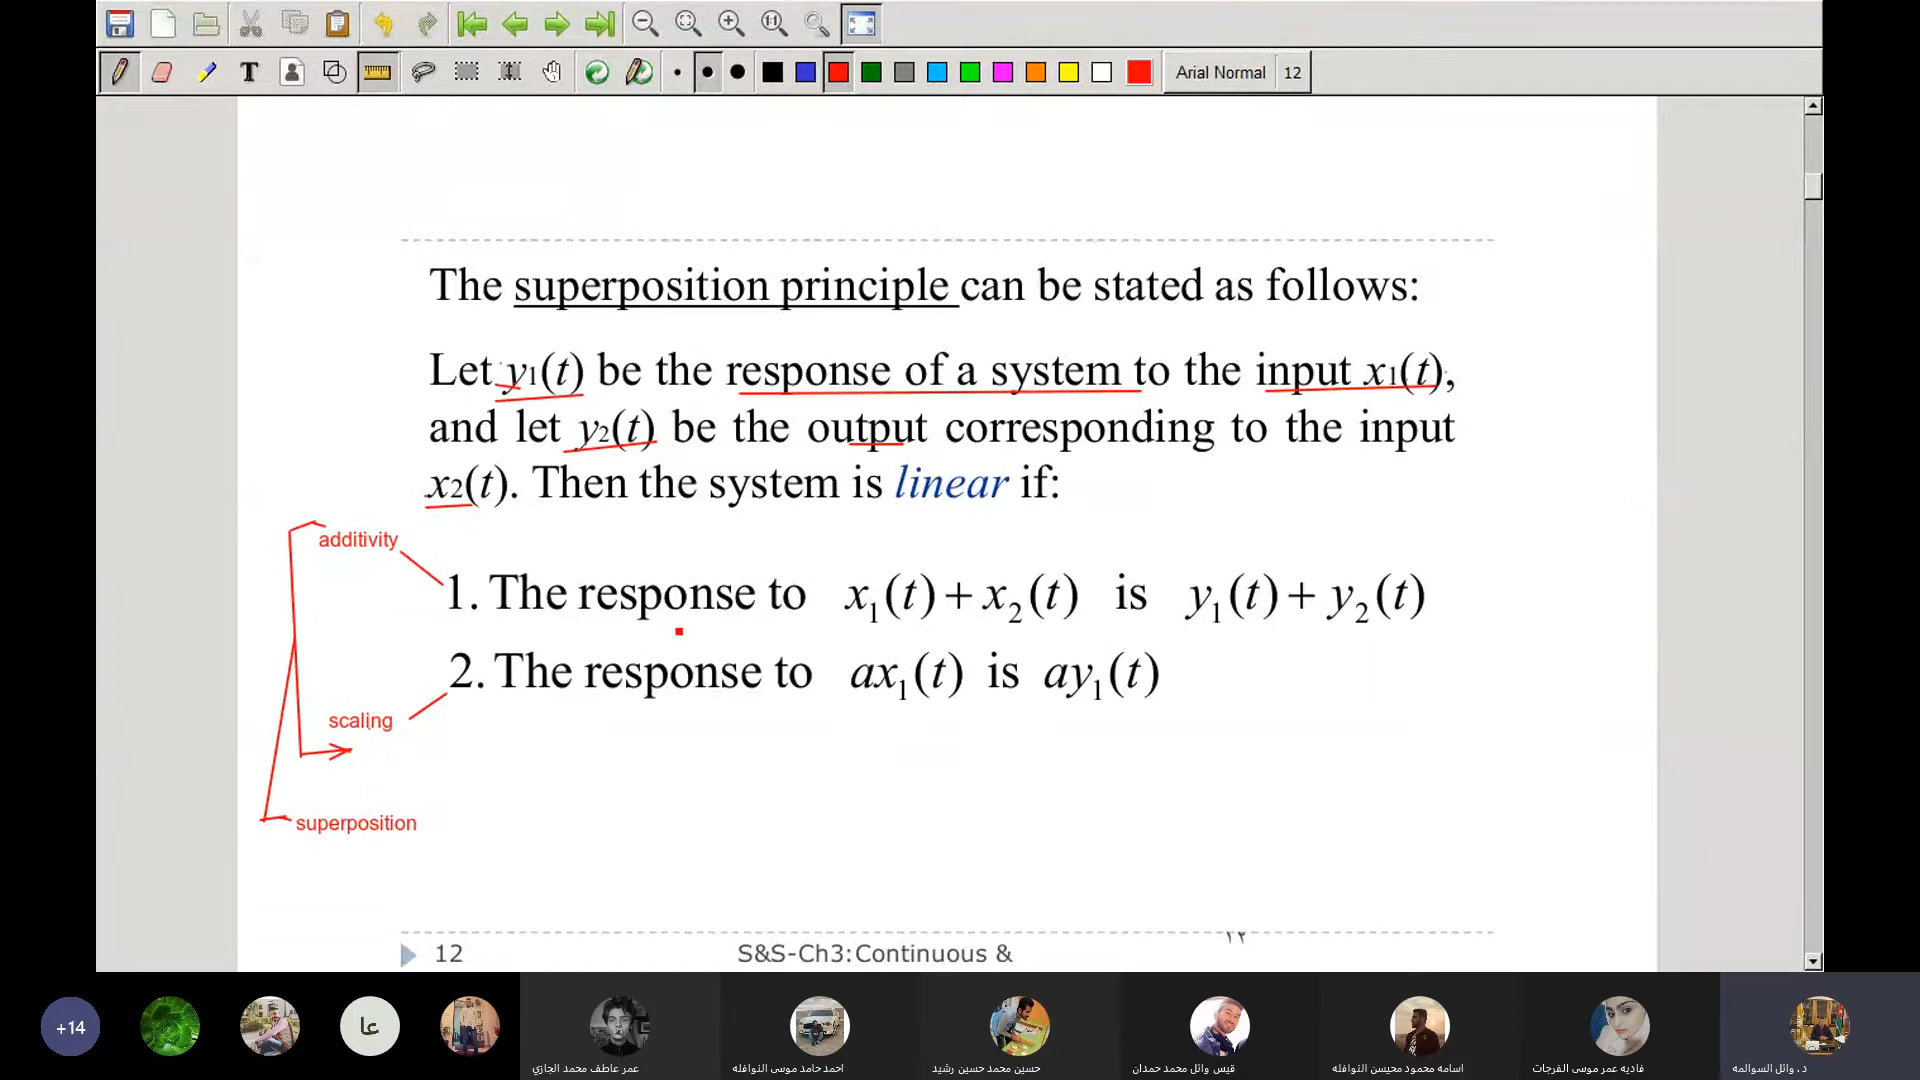 Arial Normal 12
The superposition principle can be stated as follows:
Let y1(t) be the response of a system to the input x1(t),
and let y2(t) be the output corresponding to the input
x2(t). Then the system is linear if:
additivity
1. The response to x₁(t) + x₂(t) is y₁(t) + y₂(t)
2. The response to ax₁(t) is ay₁(t)
scaling
superposition
12 S&S-Ch3: Continuous & ١٢
+14
عا
عمر عاطف محمد الجازي
احمد حامد موسى النوافله
حسين محمد حسين رشيد
قيس وائل محمد حمدان
اسامه محمود محيسن النوافله
فاديه عمر موسى الفرجات
د . وائل السوالمه